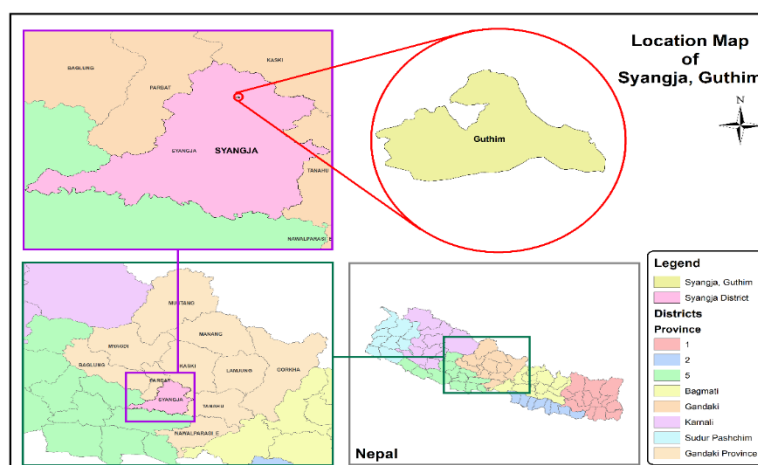 Location Map
of
Syangja, Guthim
N
BAGLUNG
KASKI
PARBAT
SYANGJA
SYANGJA
TANAHU
NAWALPARASI E
Guthim
MUSTANG
MANANG
MYAGDI
BAGLUNG
KASKI
LAMJUNG
GORKHA
PARBAT
SYANGJA
TANAHU
NAWALPARASI E
Nepal
Legend
Syangja, Guthim
Syangja District
Districts
Province
1
2
5
Bagmati
Gandaki
Karnali
Sudur Pashchim
Gandaki Province